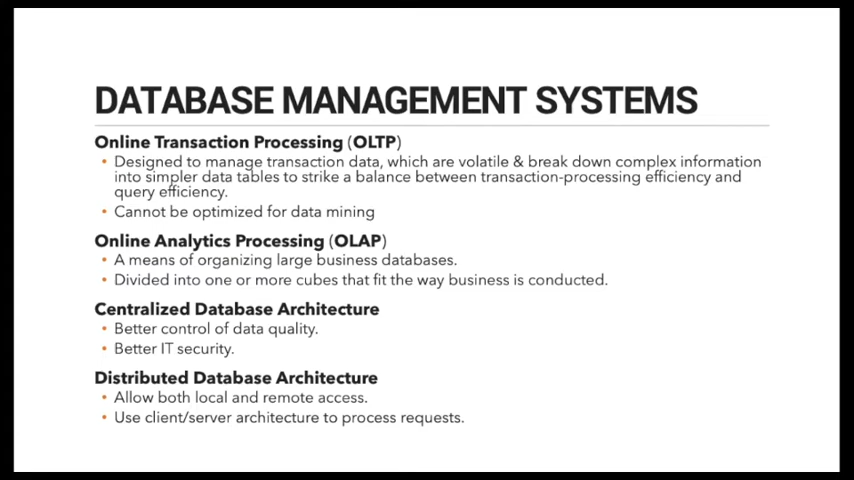 DATABASE MANAGEMENT SYSTEMS
Online Transaction Processing (OLTP)
• Designed to manage transaction data, which are volatile & break down complex information
into simpler data tables to strike a balance between transaction-processing efficiency and
query efficiency.
• Cannot be optimized for data mining
Online Analytics Processing (OLAP)
• A means of organizing large business databases.
• Divided into one or more cubes that fit the way business is conducted.
Centralized Database Architecture
• Better control of data quality.
• Better IT security.
Distributed Database Architecture
• Allow both local and remote access.
• Use client/server architecture to process requests.